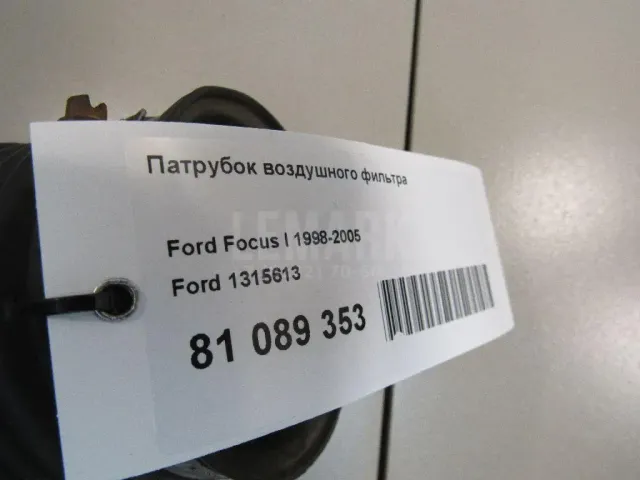 Патрубок воздушного фильтра
Ford Focus I 1998-2005
Ford 1315613
81 089 353